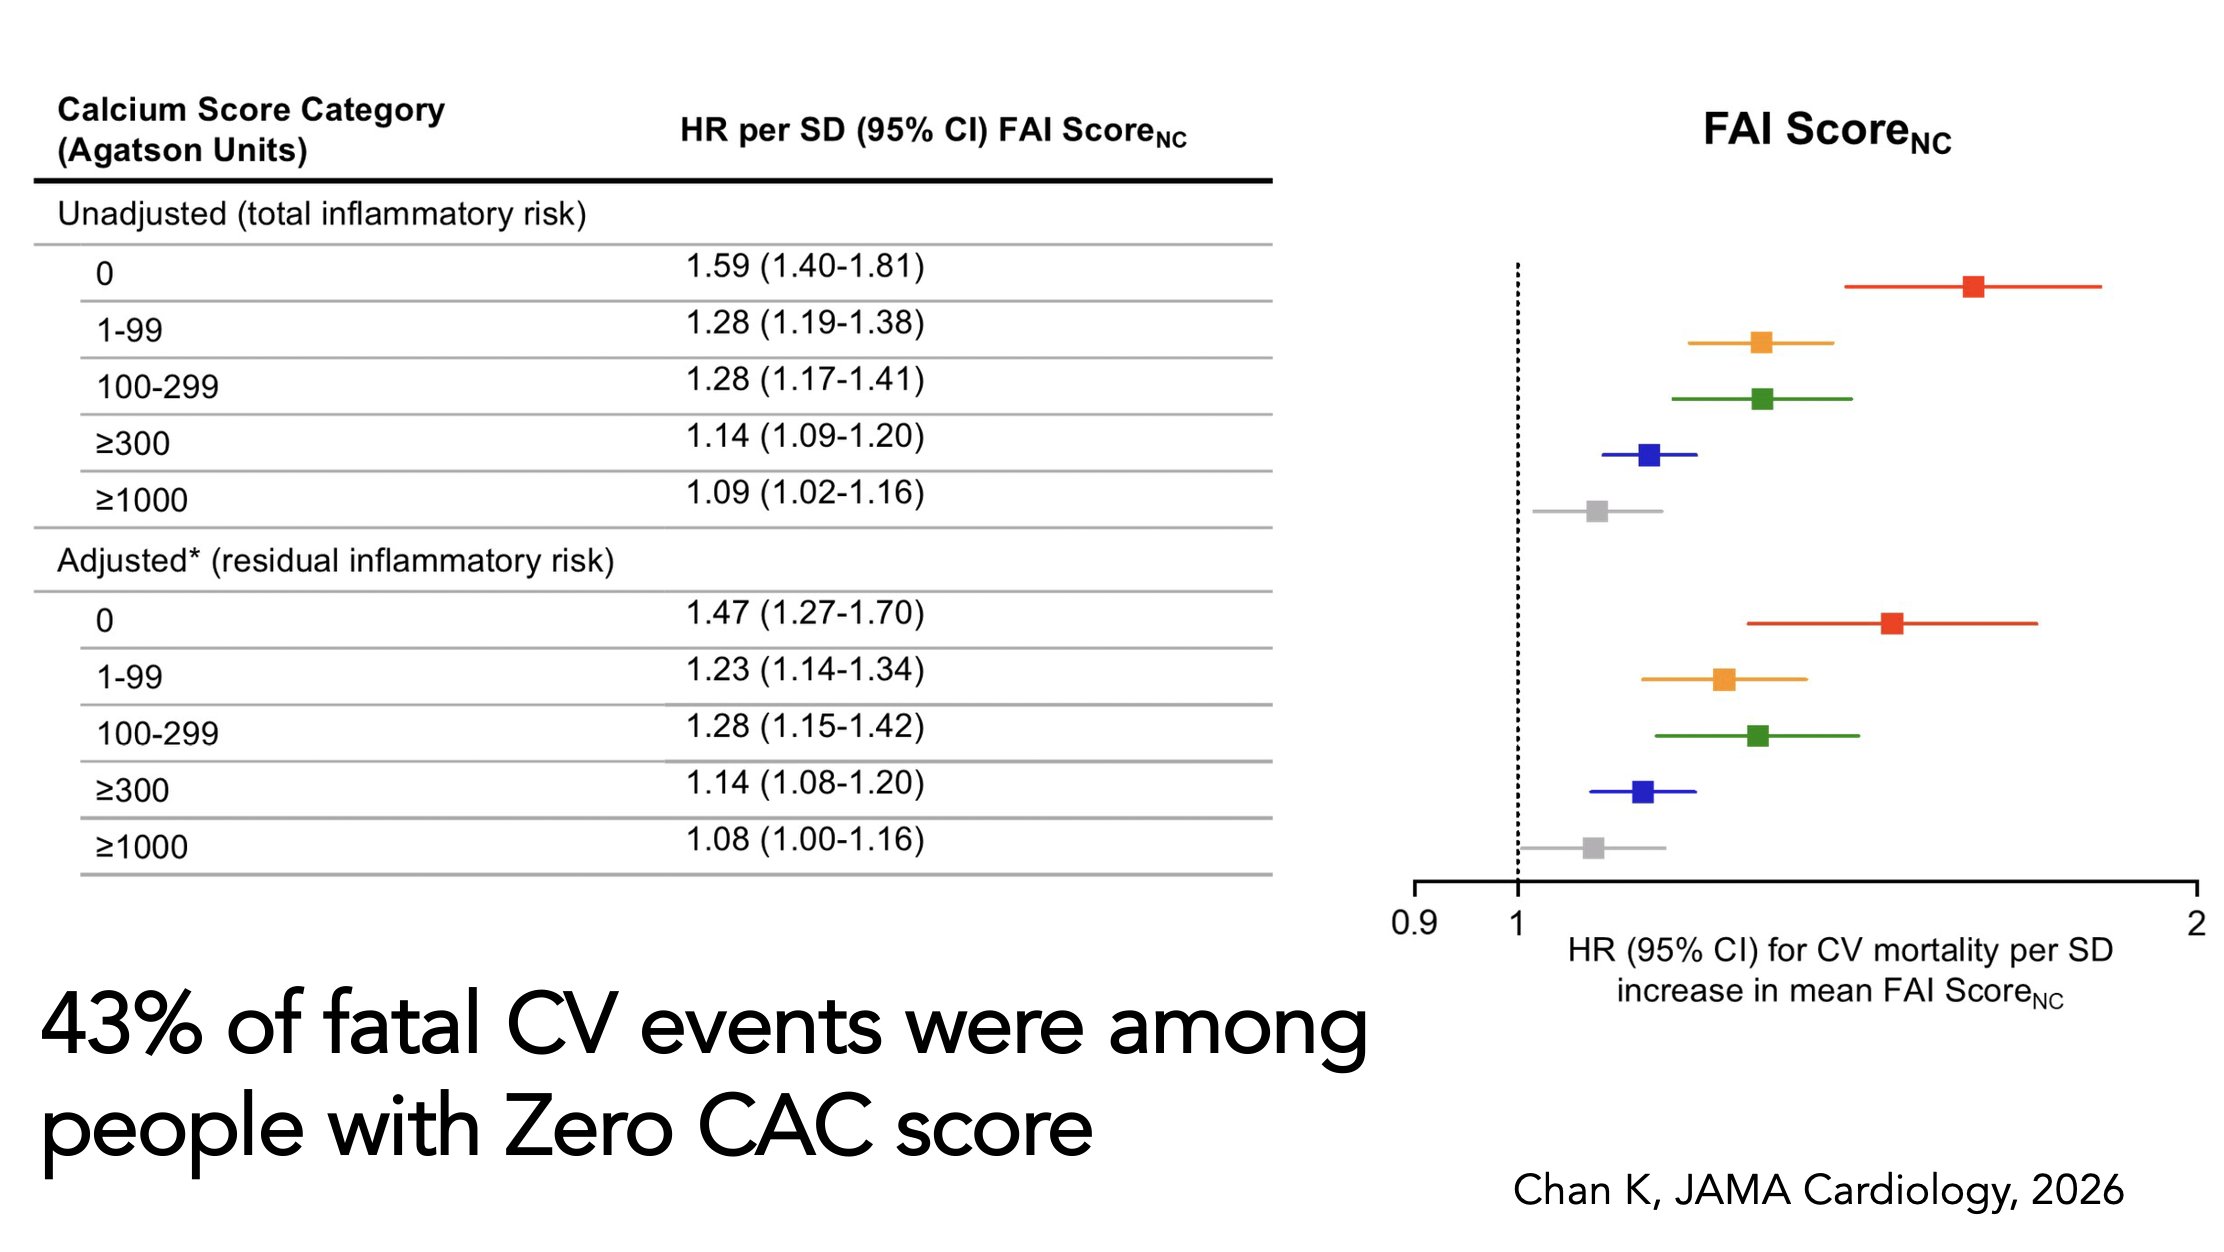 Calcium Score Category
(Agatson Units)
HR per SD (95% CI) FAI ScoreNC
Unadjusted (total inflammatory risk)
0 1.59 (1.40-1.81)
1-99 1.28 (1.19-1.38)
100-299 1.28 (1.17-1.41)
≥300 1.14 (1.09-1.20)
≥1000 1.09 (1.02-1.16)
Adjusted* (residual inflammatory risk)
0 1.47 (1.27-1.70)
1-99 1.23 (1.14-1.34)
100-299 1.28 (1.15-1.42)
≥300 1.14 (1.08-1.20)
≥1000 1.08 (1.00-1.16)
FAI ScoreNC
0.9 1 2
HR (95% CI) for CV mortality per SD
increase in mean FAI ScoreNC
43% of fatal CV events were among
people with Zero CAC score
Chan K, JAMA Cardiology, 2026